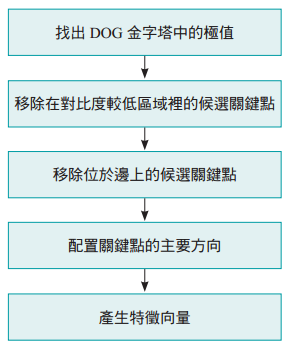 找出 DOG 金字塔中的極值
移除在對比度較低區域裡的候選關鍵點
移除位於邊上的候選關鍵點
配置關鍵點的主要方向
產生特徵向量